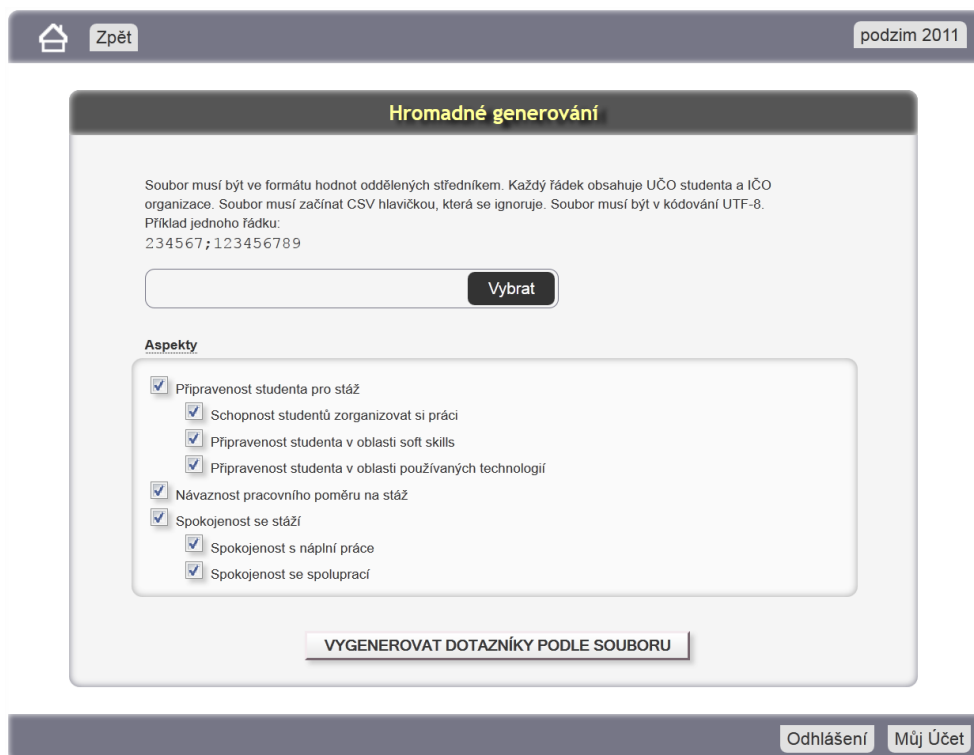 Zpět
podzim 2011
Hromadné generování
Soubor musí být ve formátu hodnot oddělených středníkem. Každý řádek obsahuje UČO studenta a IČO
organizace. Soubor musí začínat CSV hlavičkou, která se ignoruje. Soubor musí být v kódování UTF-8.
Příklad jednoho řádku:
234567;123456789
Vybrat
Aspekty
Připravenost studenta pro stáž
Schopnost studentů zorganizovat si práci
Připravenost studenta v oblasti soft skills
Připravenost studenta v oblasti používaných technologií
Návaznost pracovního poměru na stáž
Spokojenost se stáží
Spokojenost s náplní práce
Spokojenost se spoluprací
VYGENEROVAT DOTAZNÍKY PODLE SOUBORU
Odhlášení
Můj Účet